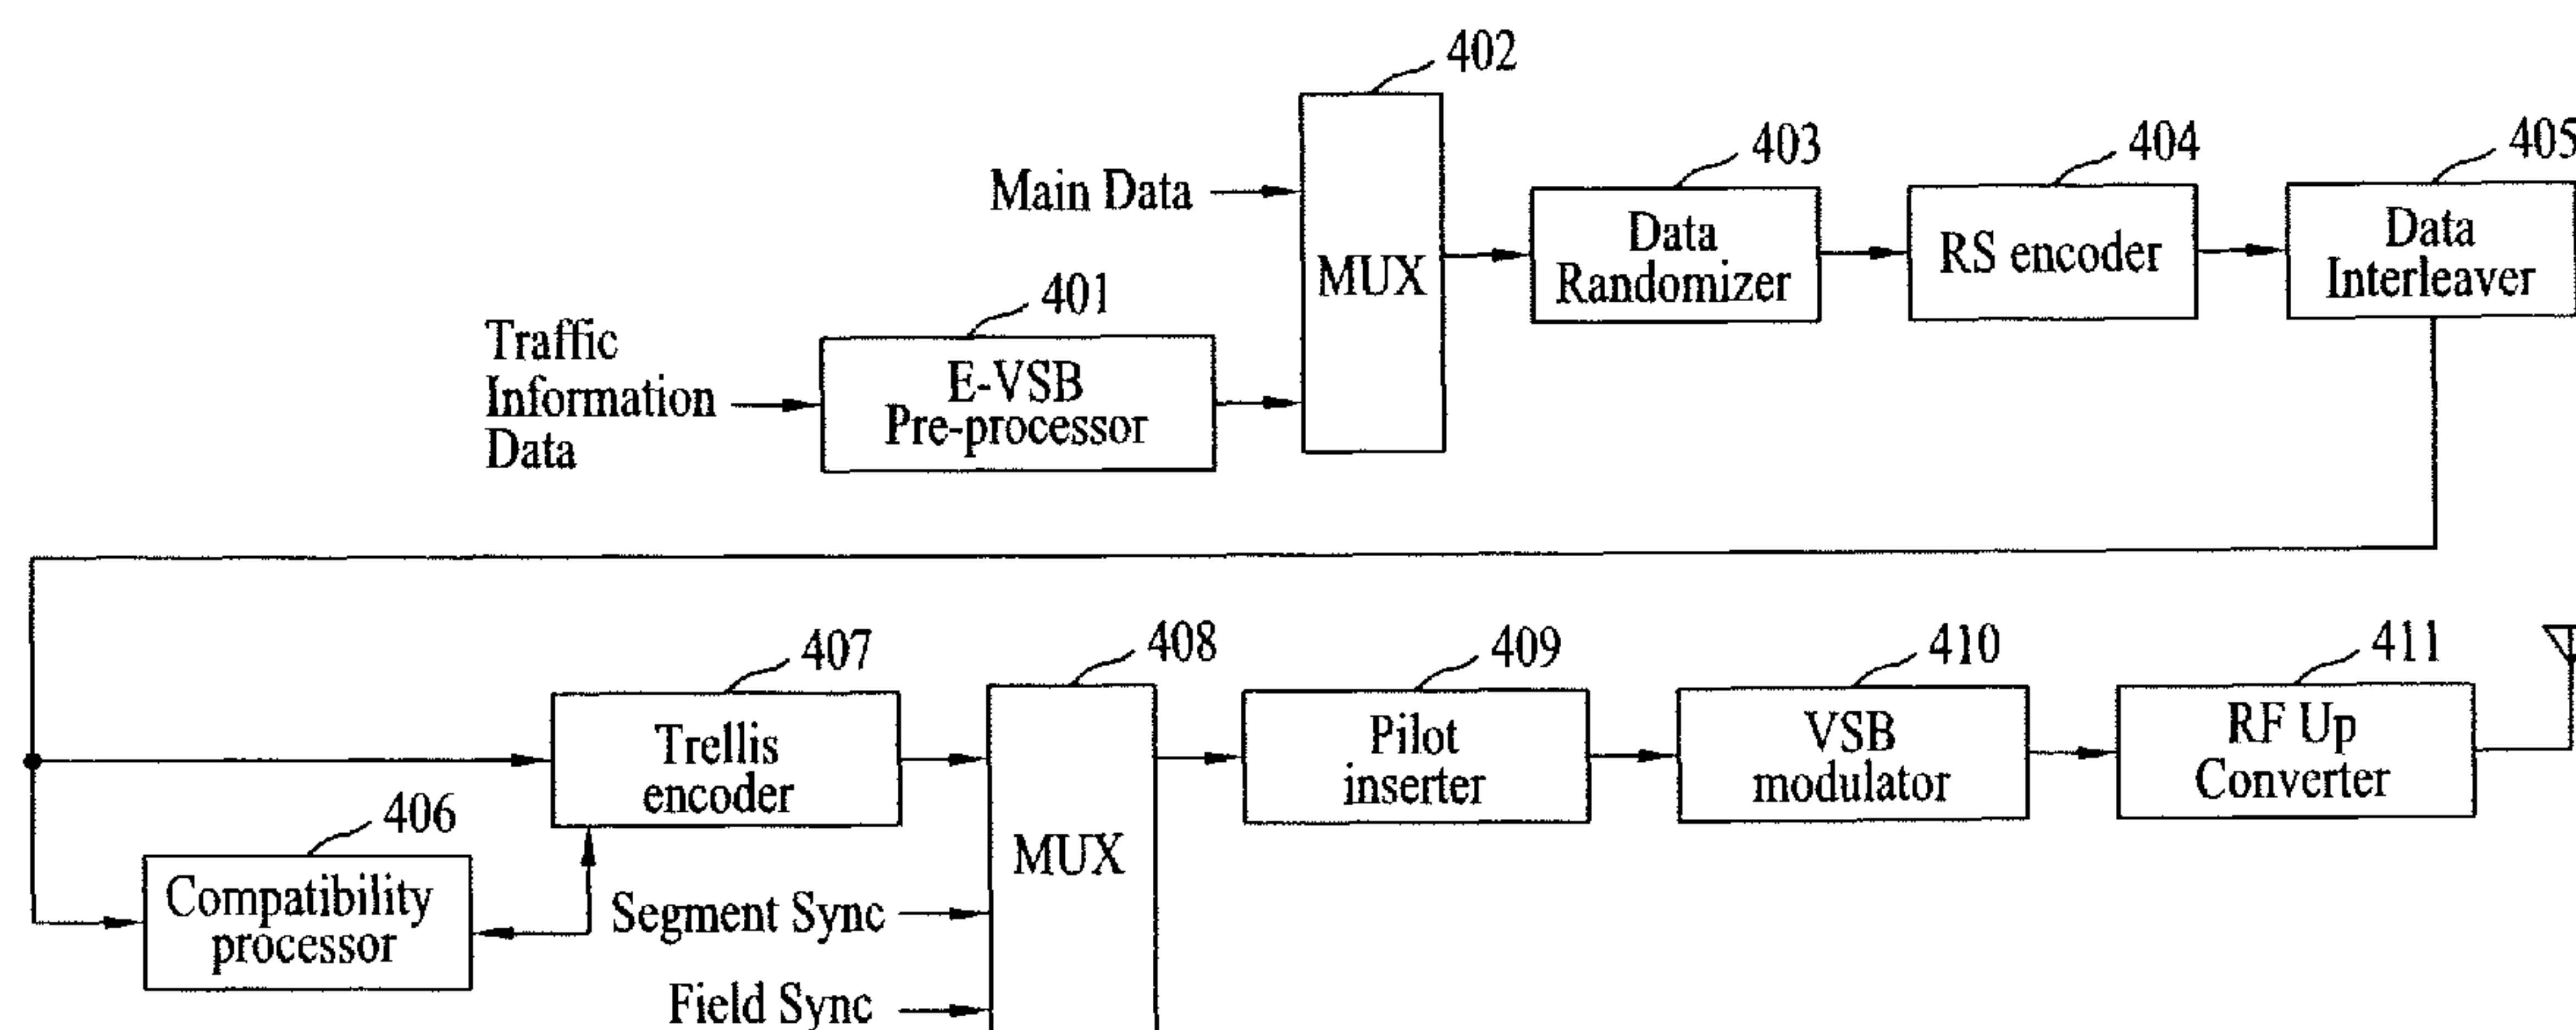 402
Main Data
MUX
403
Data
Randomizer
404
RS encoder
405
Data
Interleaver
Traffic
Information
Data
401
E-VSB
Pre-processor
407
Trellis
encoder
406
Compatibility
processor
408
MUX
Segment Sync
Field Sync
409
Pilot
inserter
410
VSB
modulator
411
RF Up
Converter